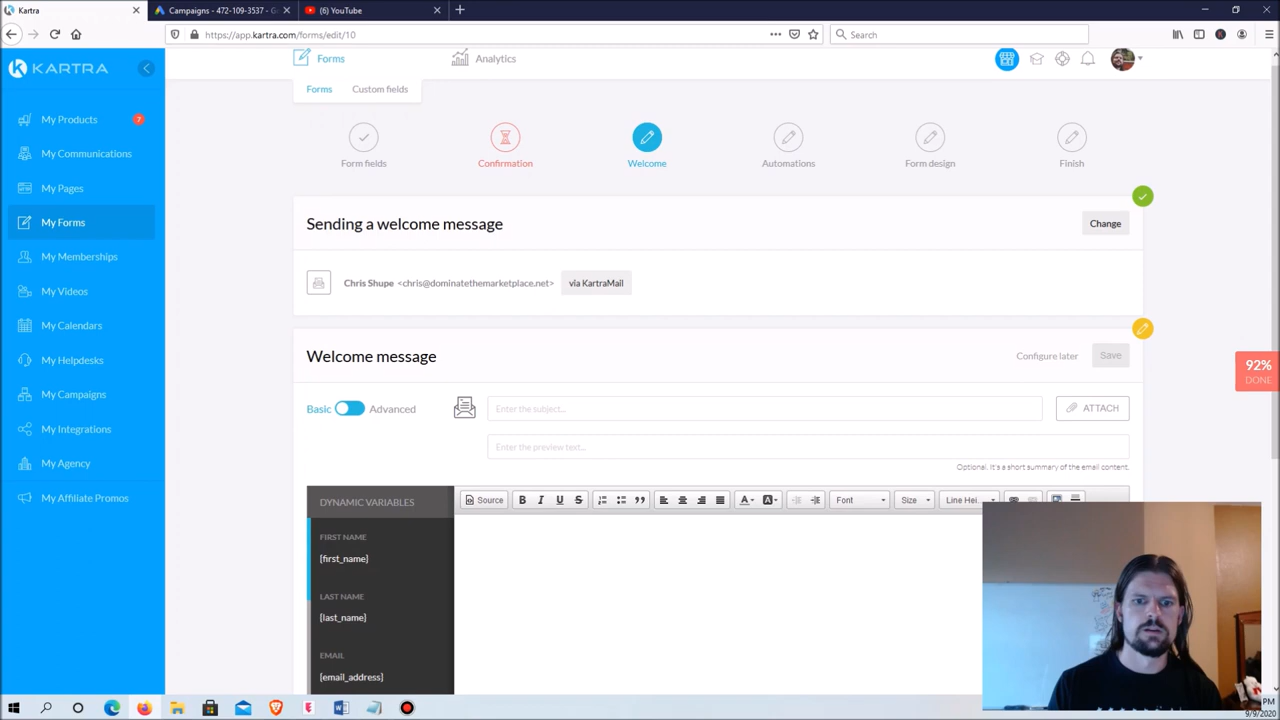 Kartra
Campaigns - 472-109-3537 - G
(6) YouTube
https://app.kartra.com/forms/edit/10
Search
KARTRA
Forms
Analytics
Forms
Custom fields
My Products
7
My Communications
My Pages
My Forms
My Memberships
My Videos
My Calendars
My Helpdesks
My Campaigns
My Integrations
My Agency
My Affiliate Promos
Form fields
Confirmation
Welcome
Automations
Form design
Finish
Sending a welcome message
Change
Chris Shupe <chris@dominatethemarketplace.net>
via KartraMail
Welcome message
Configure later
Save
92%
DONE
Basic
Advanced
Enter the subject...
ATTACH
Enter the preview text...
Optional. It's a short summary of the email content.
DYNAMIC VARIABLES
Source
B I U S
Font
Size
Line Hei...
FIRST NAME
{first_name}
LAST NAME
{last_name}
EMAIL
{email_address}
PM
9/9/2020